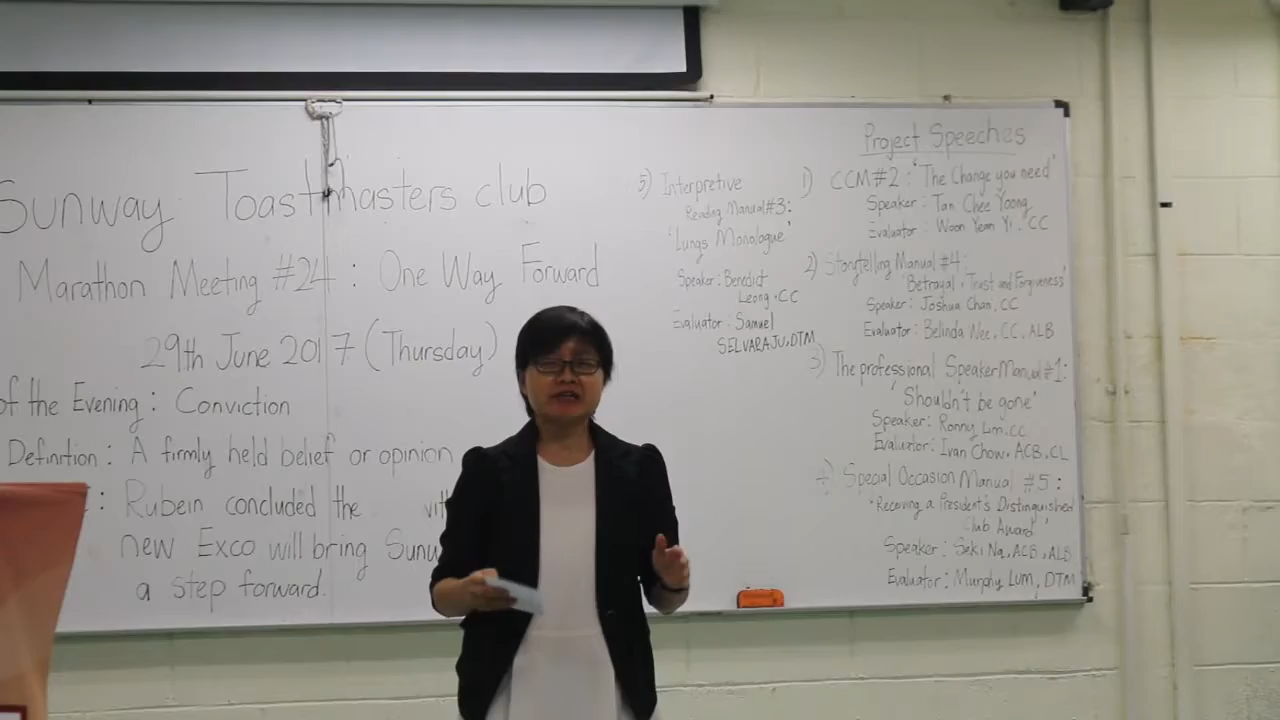 Sunway Toastmasters club
Marathon Meeting #24 : One Way Forward
29th June 2017 (Thursday)
of the Evening : Conviction
Definition : A firmly held belief or opinion
: Rubein concluded the
new Exco will bring Sunw
a step forward.
5) Interpretive
Reading Manual #3:
'Lungs Monologue'
Speaker : Benedict
Leong, CC
Evaluator : Samuel
SELVARAJU, DTM
Project Speeches
1) CCM #2 : 'The Change you need'
Speaker : Tan Chee Yoong
Evaluator : Woon Yean Yi, CC
2) Storytelling Manual #4:
'Betrayal, Trust and Forgiveness'
Speaker : Joshua Chan, CC
Evaluator : Belinda Wee, CC, ALB
3) The professional Speaker Manual #1:
'Shouldn't be gone'
Speaker : Ronny Lim, CC
Evaluator : Ivan Chow, ACB, CL
4) Special Occasion Manual #5 :
'Receiving a President's Distinguished
Club Award'
Speaker : Seki Ng, ACB, ALB
Evaluator : Murphy Lum, DTM